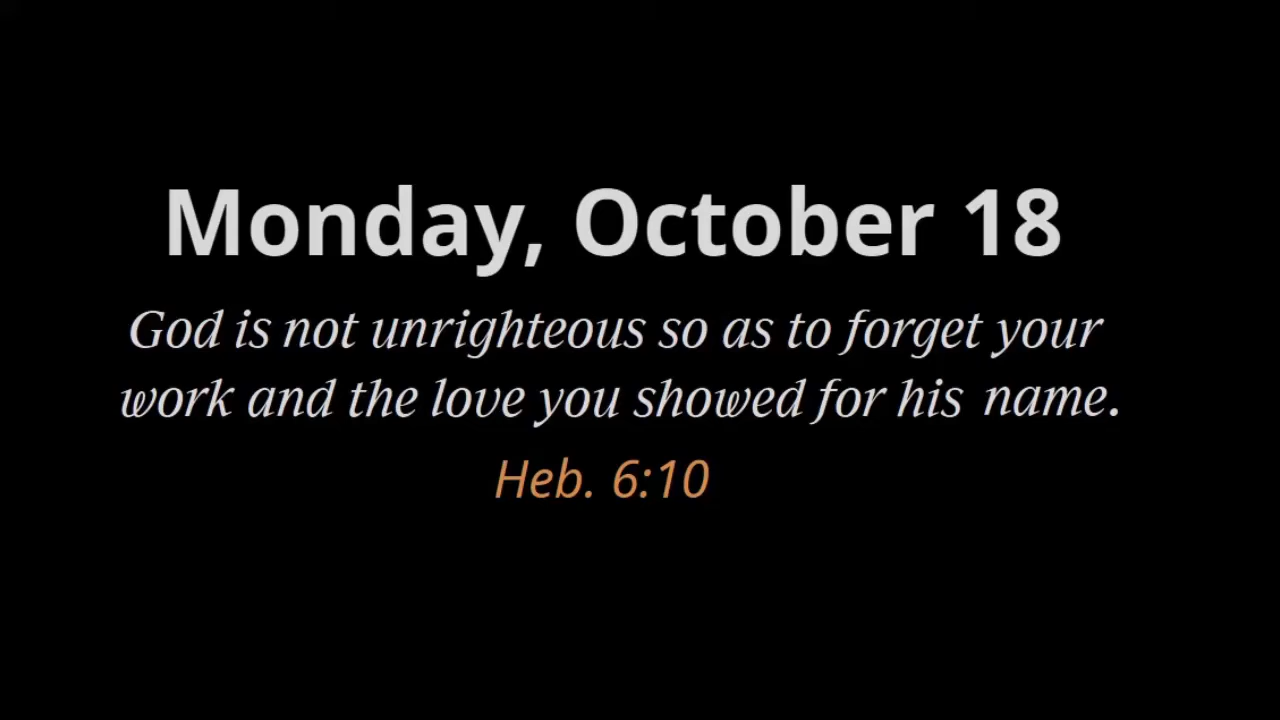 Monday, October 18
God is not unrighteous so as to forget your
work and the love you showed for his name.
Heb. 6:10